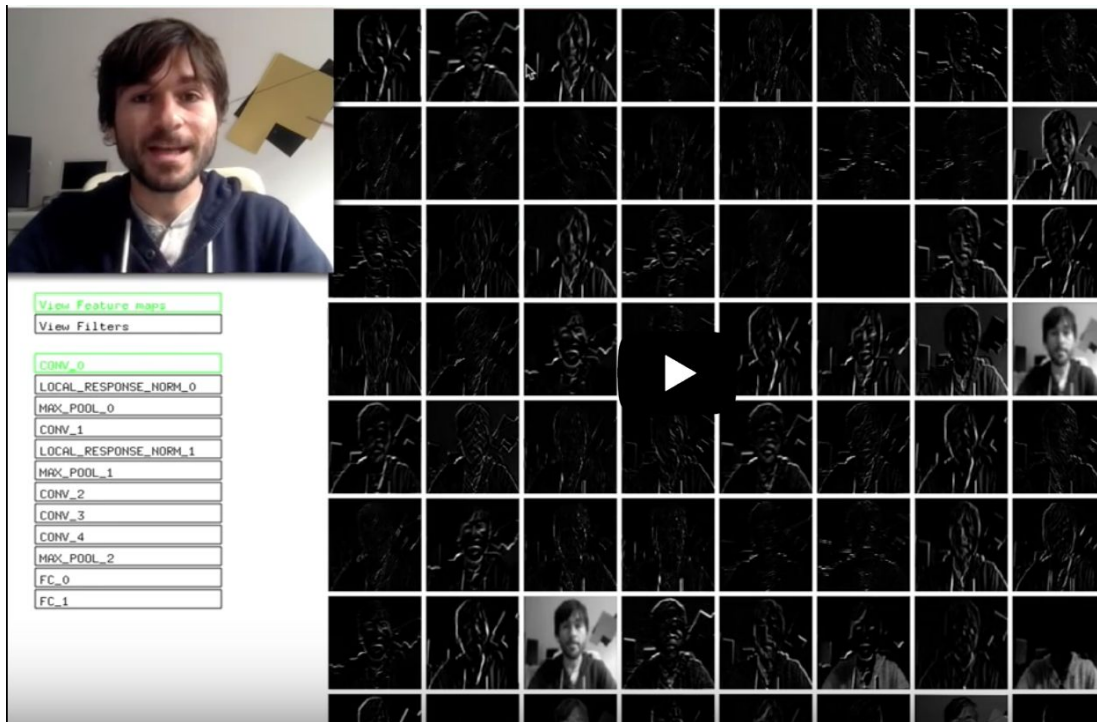 View Feature maps
View Filters
CONV_0
LOCAL_RESPONSE_NORM_0
MAX_POOL_0
CONV_1
LOCAL_RESPONSE_NORM_1
MAX_POOL_1
CONV_2
CONV_3
CONV_4
MAX_POOL_2
FC_0
FC_1